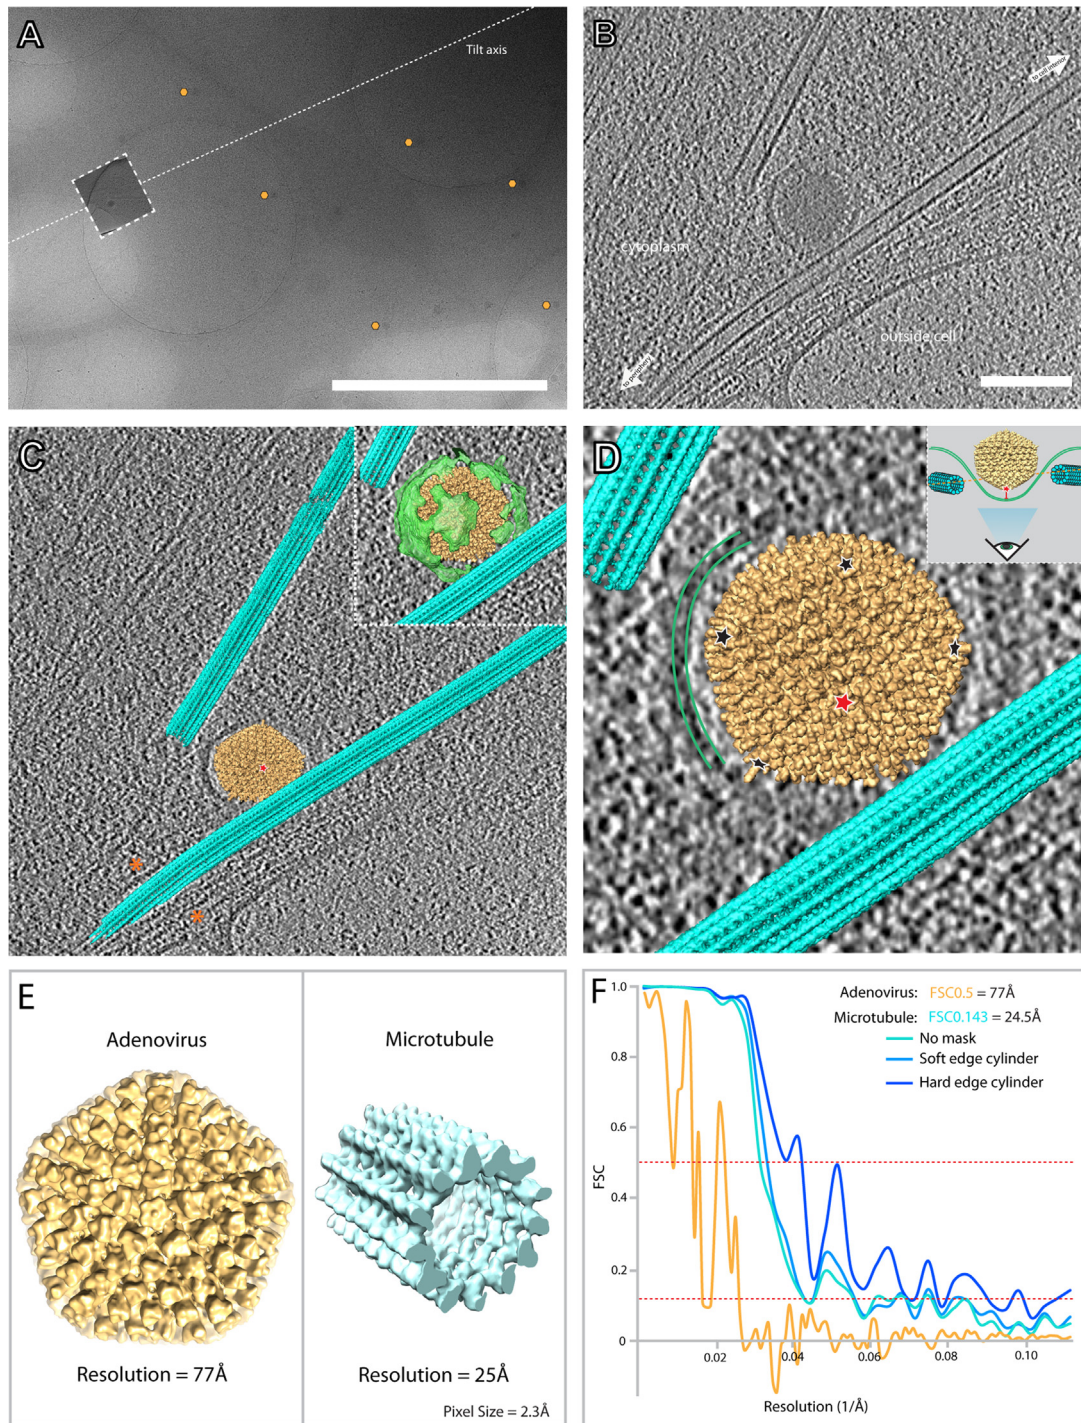 A
Tilt axis
B
to cell interior
cytoplasm
outside cell
to periphery
C
D
E
Adenovirus
Microtubule
Resolution = 77Å
Resolution = 25Å
Pixel Size = 2.3Å
F
Adenovirus: FSC0.5 = 77Å
Microtubule: FSC0.143 = 24.5Å
No mask
Soft edge cylinder
Hard edge cylinder
1.0
0.8
0.6
FSC
0.4
0.2
0
0.02 0.04 0.06 0.08 0.10
Resolution (1/Å)